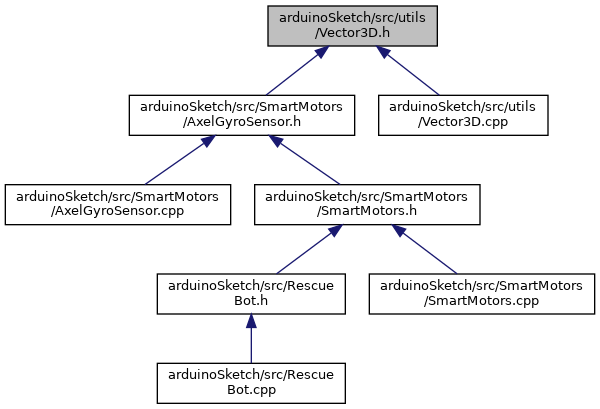 arduinoSketch/src/utils
/Vector3D.h
arduinoSketch/src/SmartMotors
/AxelGyroSensor.h
arduinoSketch/src/utils
/Vector3D.cpp
arduinoSketch/src/SmartMotors
/AxelGyroSensor.cpp
arduinoSketch/src/SmartMotors
/SmartMotors.h
arduinoSketch/src/Rescue
Bot.h
arduinoSketch/src/SmartMotors
/SmartMotors.cpp
arduinoSketch/src/Rescue
Bot.cpp